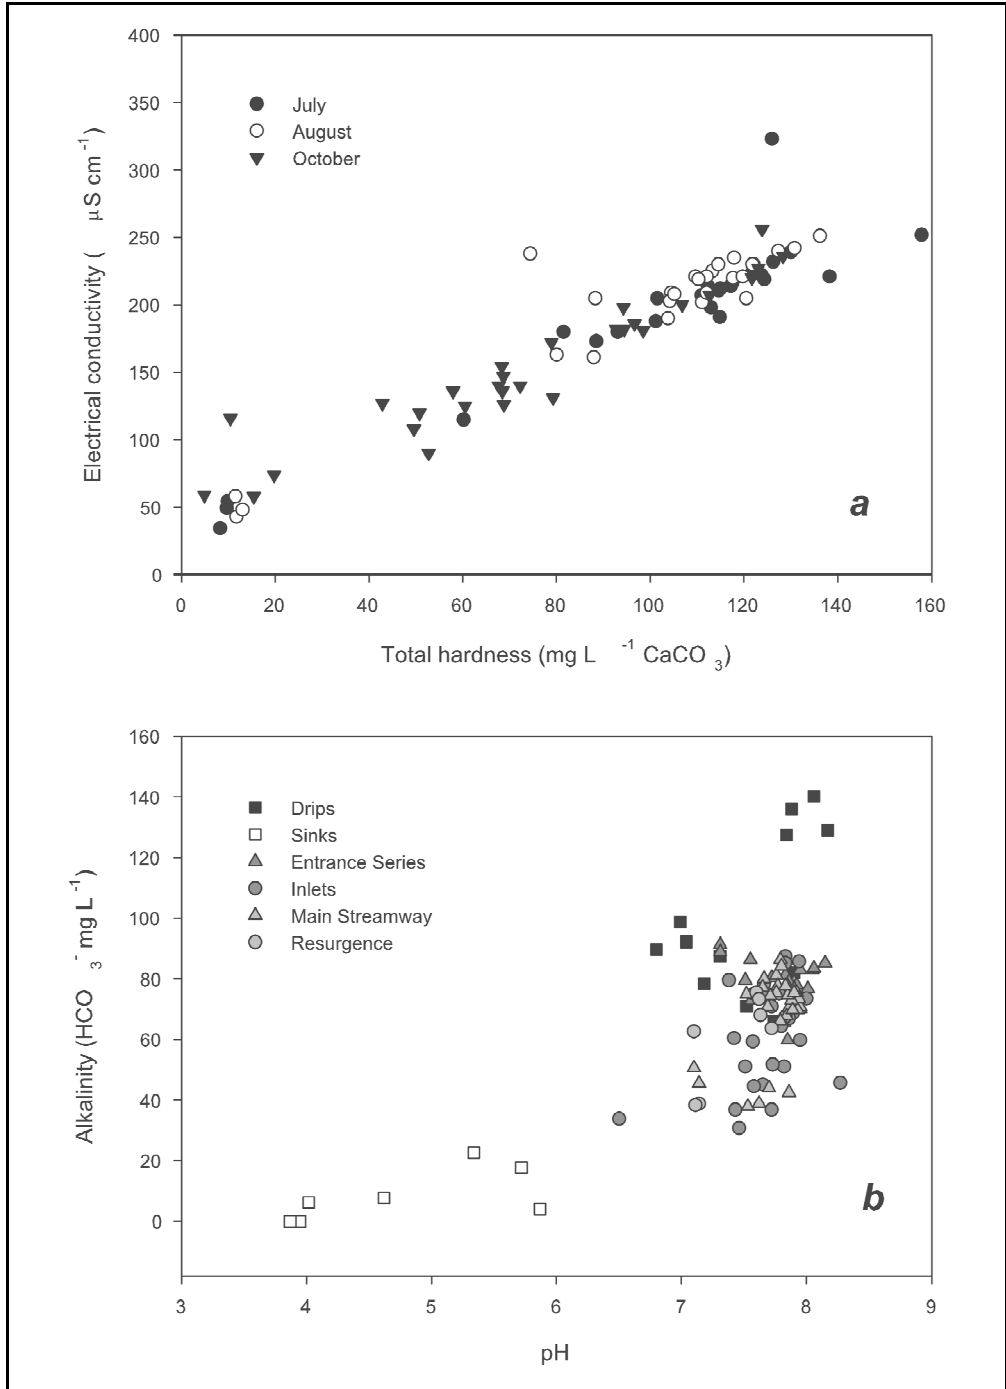 400
350
300
250
200
150
100
50
0
Electrical conductivity ( µS cm -1 )
July
August
October
a
0 20 40 60 80 100 120 140 160
Total hardness (mg L -1 CaCO 3)
160
140
120
100
80
60
40
20
0
Alkalinity (HCO 3 - mg L -1)
Drips
Sinks
Entrance Series
Inlets
Main Streamway
Resurgence
b
3 4 5 6 7 8 9
pH